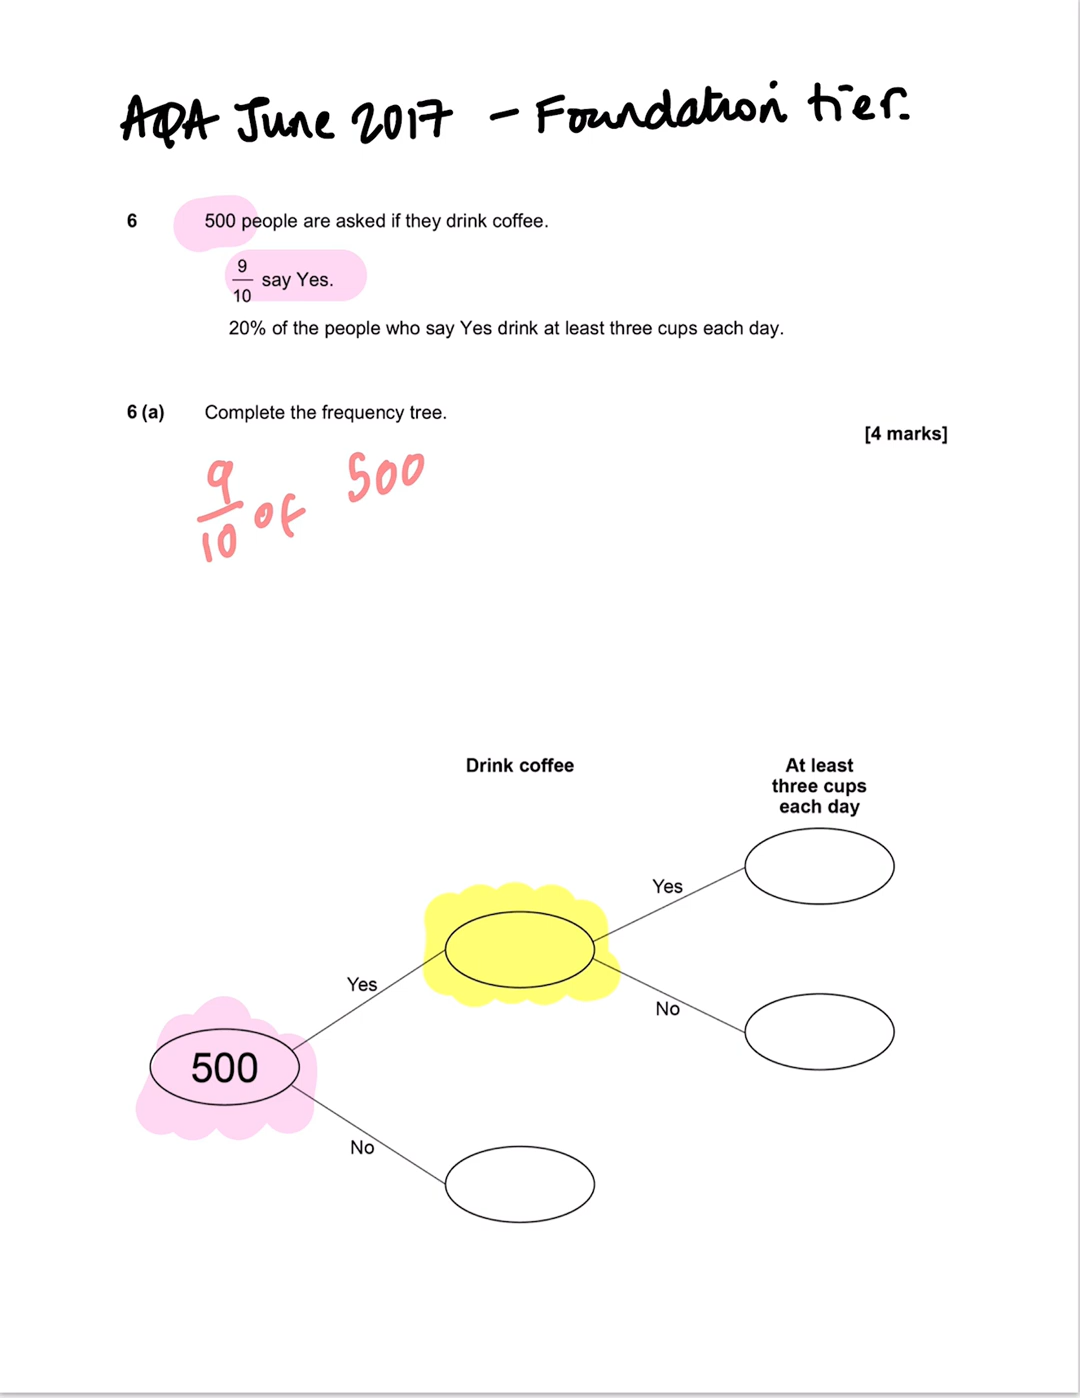 AQA June 2017 - Foundation tier.
6 500 people are asked if they drink coffee.
9
10 say Yes.
20% of the people who say Yes drink at least three cups each day.
6 (a) Complete the frequency tree.
[4 marks]
9
10 of 500
Drink coffee
At least
three cups
each day
Yes
Yes
No
500
No